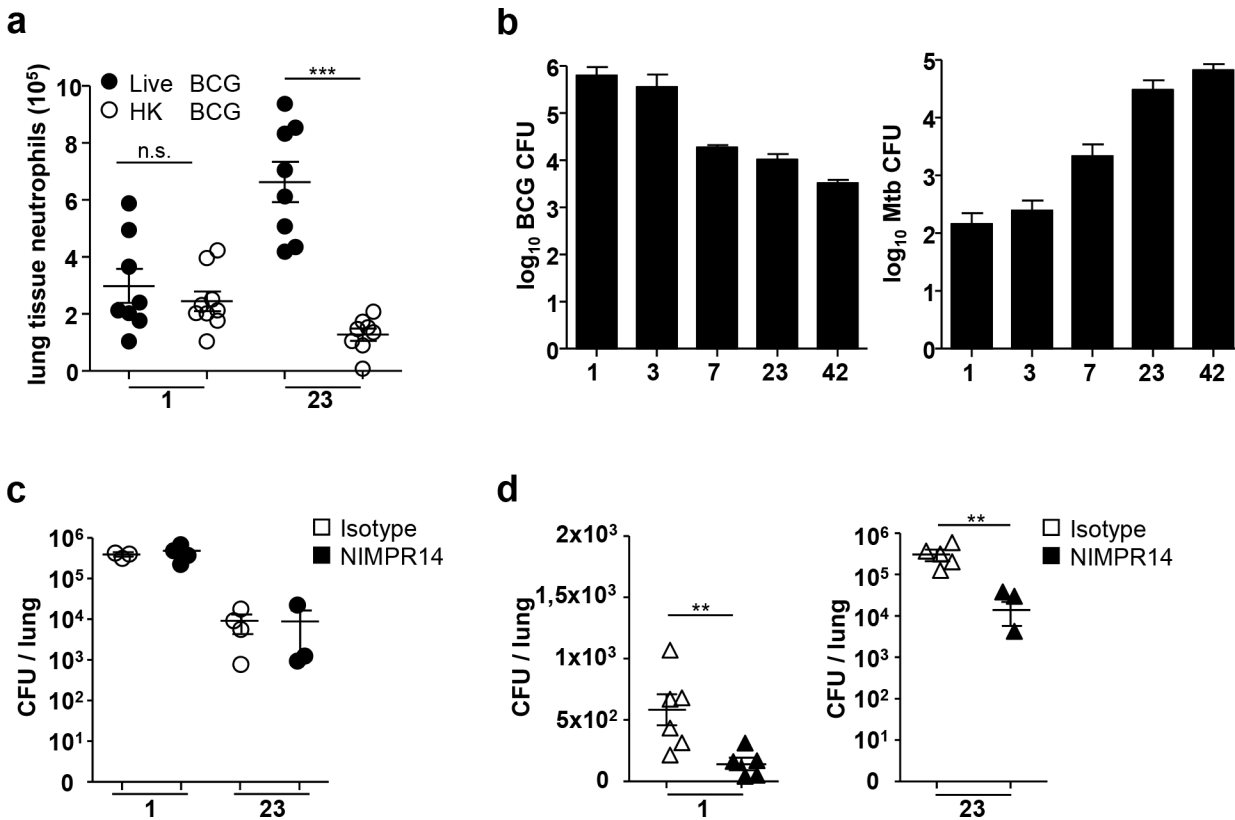 a
lung tissue neutrophils (10⁵)
Live BCG
HK BCG
n.s.
***
10
8
6
4
2
0
1
23
b
log₁₀ BCG CFU
6
5
4
3
2
1
0
1 3 7 23 42
log₁₀ Mtb CFU
5
4
3
2
1
0
1 3 7 23 42
c
CFU / lung
10⁶
10⁵
10⁴
10³
10²
10¹
0
1 23
Isotype
NIMPR14
d
CFU / lung
2x10³
1,5x10³
1x10³
5x10²
0
**
1
CFU / lung
10⁶
10⁵
10⁴
10³
10²
10¹
0
**
23
Isotype
NIMPR14